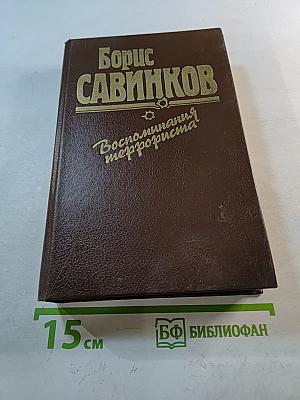 Борис
САВИНКОВ
Воспоминания
террориста
15 см
БФ БИБЛИОФАН